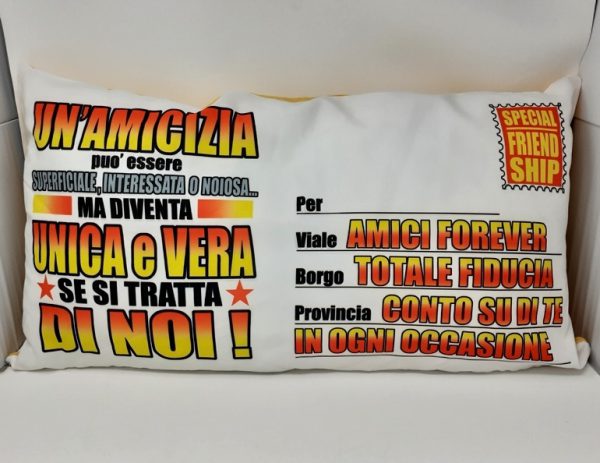 UN'AMICIZIA
puo' essere
SUPERFICIALE, INTERESSATA O NOIOSA...
MA DIVENTA
UNICA e VERA
SE SI TRATTA
DI NOI !
SPECIAL
FRIEND
SHIP
Per
Viale AMICI FOREVER
Borgo TOTALE FIDUCIA
Provincia CONTO SU DI TE
IN OGNI OCCASIONE